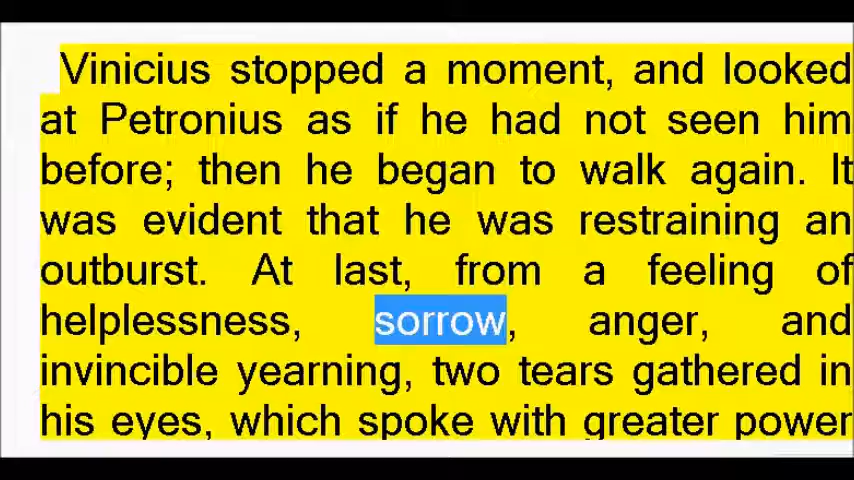 Vinicius stopped a moment, and looked
at Petronius as if he had not seen him
before; then he began to walk again. It
was evident that he was restraining an
outburst. At last, from a feeling of
helplessness, sorrow, anger, and
invincible yearning, two tears gathered in
his eyes, which spoke with greater power